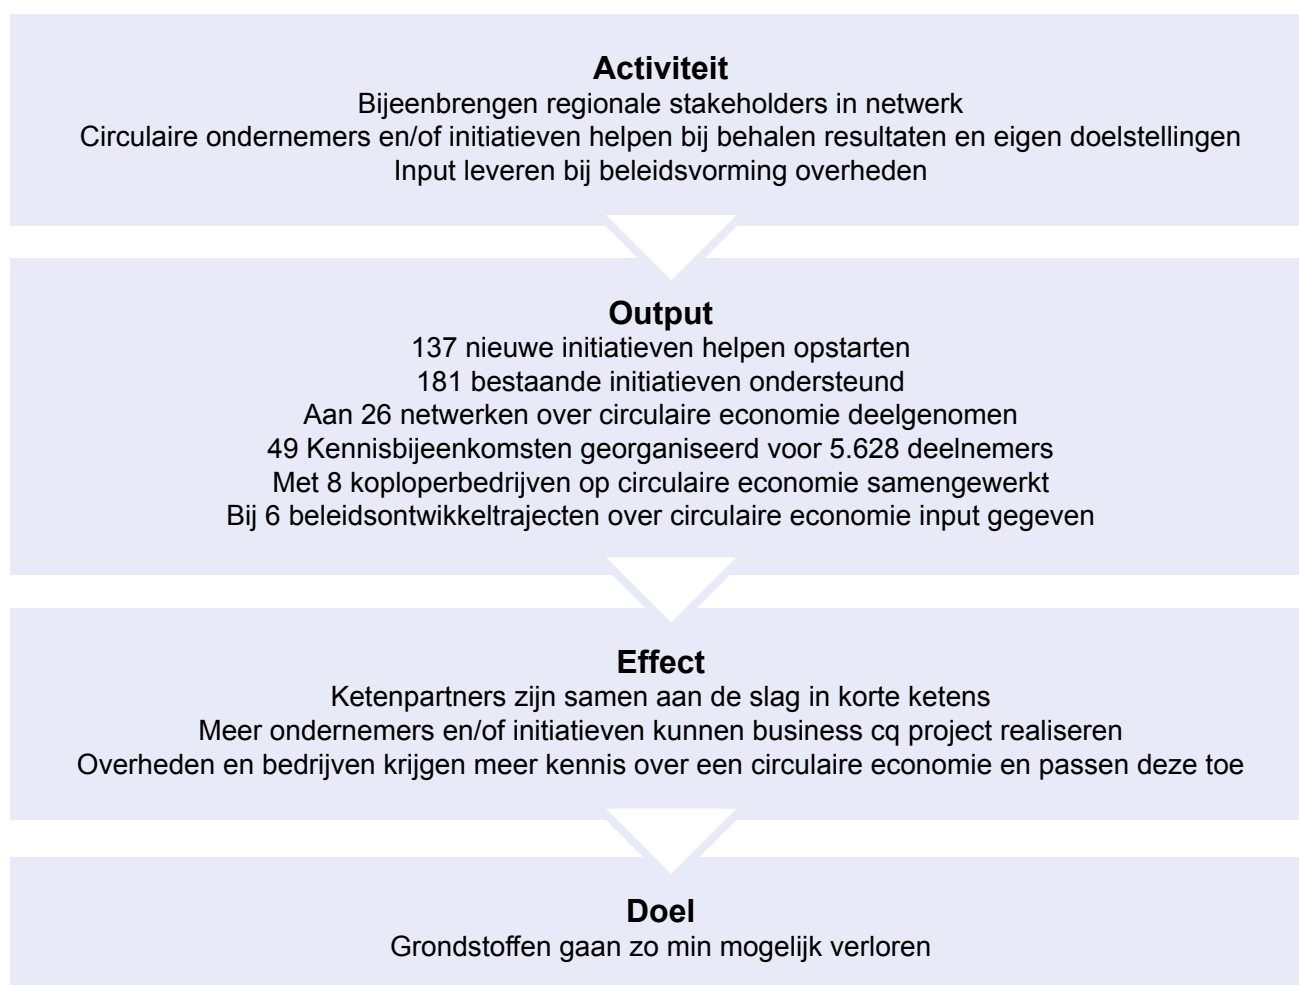 Activiteit
Bijeenbrengen regionale stakeholders in netwerk
Circulaire ondernemers en/of initiatieven helpen bij behalen resultaten en eigen doelstellingen
Input leveren bij beleidsvorming overheden
Output
137 nieuwe initiatieven helpen opstarten
181 bestaande initiatieven ondersteund
Aan 26 netwerken over circulaire economie deelgenomen
49 Kennisbijeenkomsten georganiseerd voor 5.628 deelnemers
Met 8 koploperbedrijven op circulaire economie samengewerkt
Bij 6 beleidsontwikkeltrajecten over circulaire economie input gegeven
Effect
Ketenpartners zijn samen aan de slag in korte ketens
Meer ondernemers en/of initiatieven kunnen business cq project realiseren
Overheden en bedrijven krijgen meer kennis over een circulaire economie en passen deze toe
Doel
Grondstoffen gaan zo min mogelijk verloren